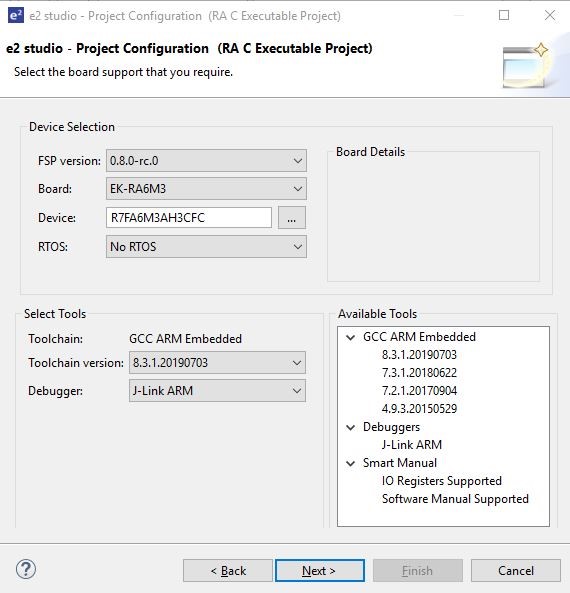 e2 e2 studio - Project Configuration (RA C Executable Project)
e2 studio - Project Configuration (RA C Executable Project)
Select the board support that you require.
Device Selection
FSP version: 0.8.0-rc.0
Board: EK-RA6M3
Device: R7FA6M3AH3CFC ...
RTOS: No RTOS
Board Details
Select Tools
Toolchain: GCC ARM Embedded
Toolchain version: 8.3.1.20190703
Debugger: J-Link ARM
Available Tools
GCC ARM Embedded
8.3.1.20190703
7.3.1.20180622
7.2.1.20170904
4.9.3.20150529
Debuggers
J-Link ARM
Smart Manual
IO Registers Supported
Software Manual Supported
? < Back Next > Finish Cancel